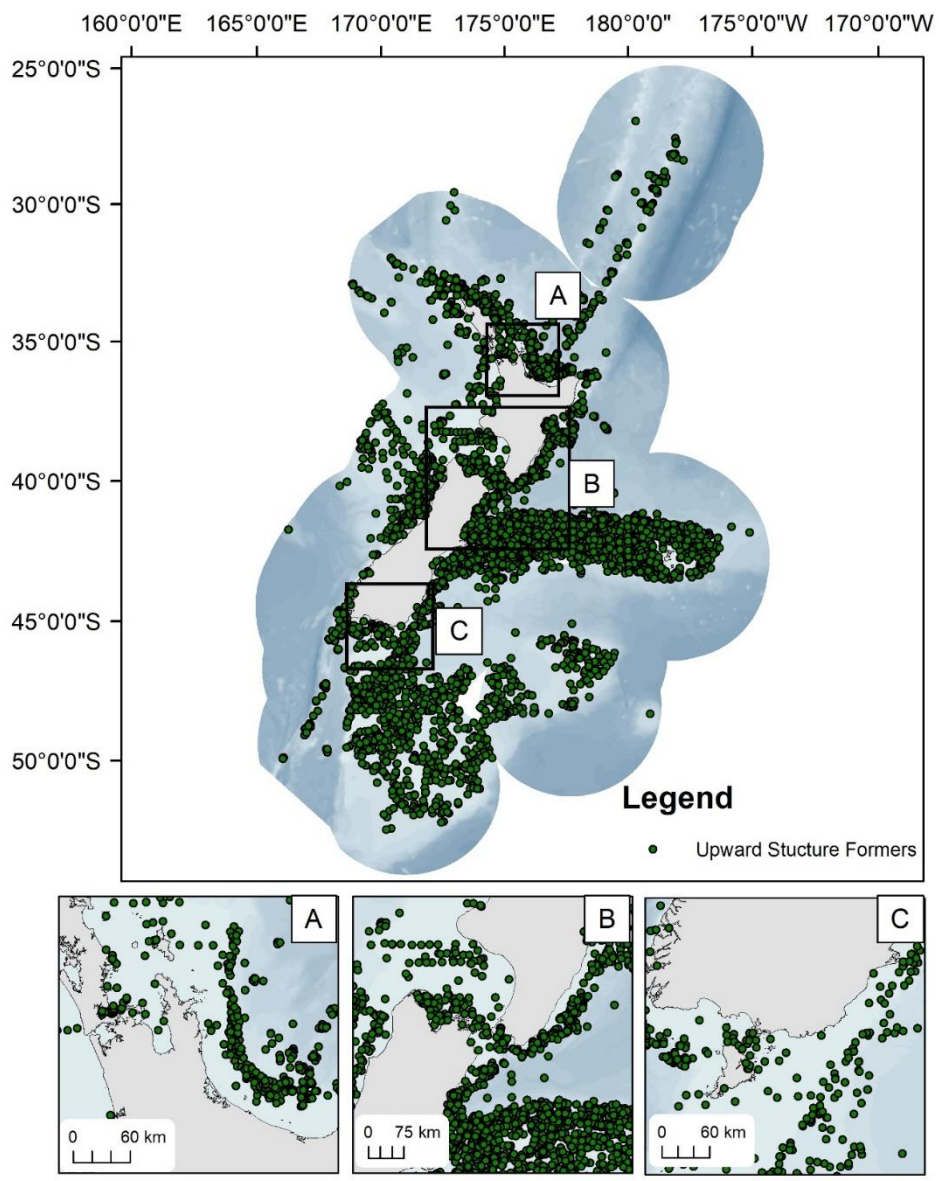 160°0'0"E 165°0'0"E 170°0'0"E 175°0'0"E 180°0'0" 175°0'0"W 170°0'0"W
25°0'0"S
30°0'0"S
A
35°0'0"S
40°0'0"S
B
45°0'0"S
C
50°0'0"S
Legend
Upward Stucture Formers
A B C
0 60 km 0 75 km 0 60 km